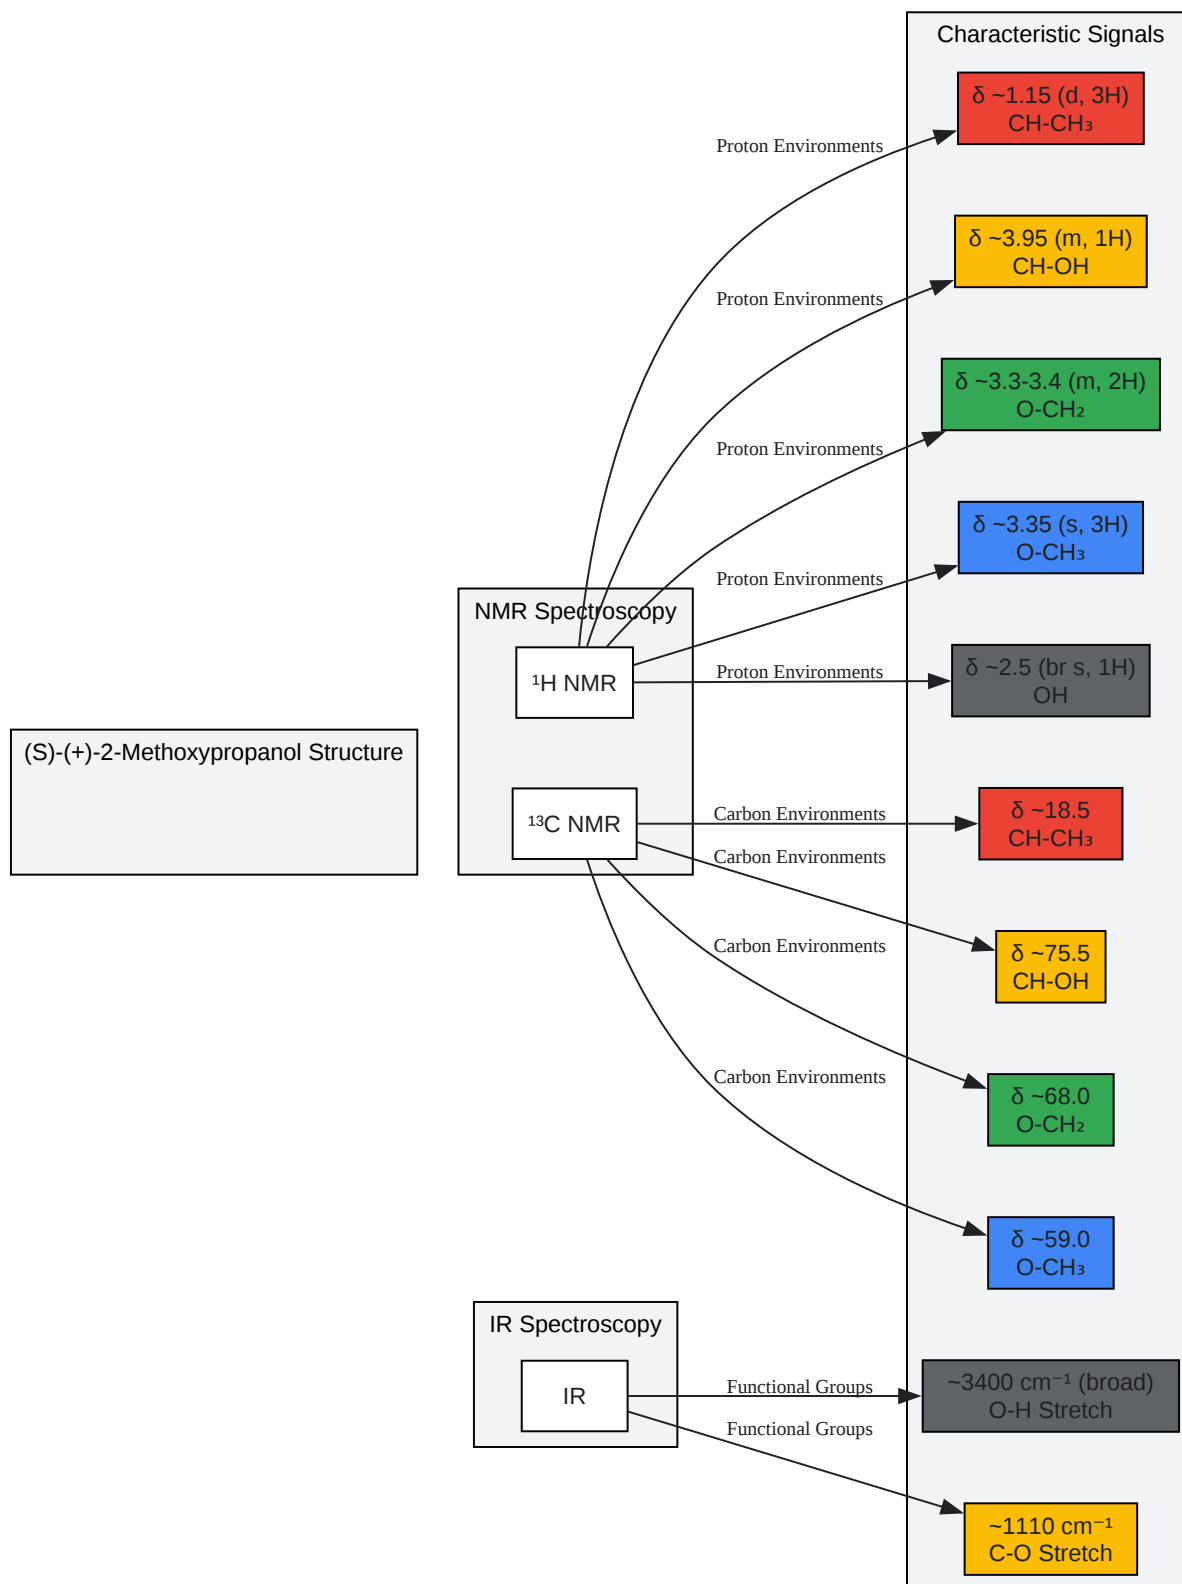 Characteristic Signals
δ ~1.15 (d, 3H)
CH-CH₃
Proton Environments
δ ~3.95 (m, 1H)
CH-OH
Proton Environments
δ ~3.3-3.4 (m, 2H)
O-CH₂
Proton Environments
δ ~3.35 (s, 3H)
O-CH₃
Proton Environments
NMR Spectroscopy
¹H NMR
Proton Environments
δ ~2.5 (br s, 1H)
OH
(S)-(+)-2-Methoxypropanol Structure
¹³C NMR
Carbon Environments
δ ~18.5
CH-CH₃
Carbon Environments
δ ~75.5
CH-OH
Carbon Environments
δ ~68.0
O-CH₂
Carbon Environments
δ ~59.0
O-CH₃
IR Spectroscopy
IR
Functional Groups
~3400 cm⁻¹ (broad)
O-H Stretch
Functional Groups
~1110 cm⁻¹
C-O Stretch